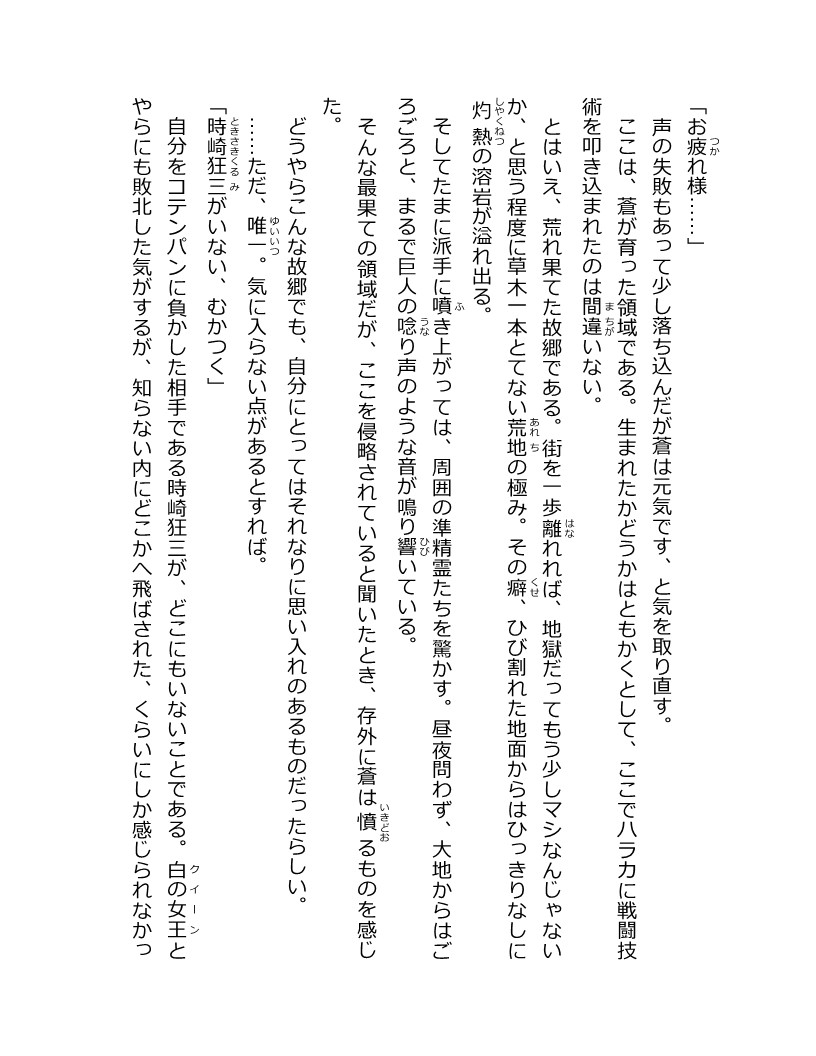 「お疲れ様……」
声の失敗もあって少し落ち込んだが蒼は元気です、と気を取り直す。
ここは、蒼が育った領域である。生まれたかどうかはともかくとして、ここでハラカに戦闘技
術を叩き込まれたのは間違いない。
とはいえ、荒れ果てた故郷である。街を一歩離れれば、地獄だってもう少しマシなんじゃない
か、と思う程度に草木一本とてない荒地の極み。その癖、ひび割れた地面からはひっきりなしに
灼熱の溶岩が溢れ出る。
そしてたまに派手に噴き上がっては、周囲の準精霊たちを驚かす。昼夜問わず、大地からはご
ろごろと、まるで巨人の唸り声のような音が鳴り響いている。
そんな最果ての領域だが、ここを侵略されていると聞いたとき、存外に蒼は憤るものを感じ
た。
どうやらこんな故郷でも、自分にとってはそれなりに思い入れのあるものだったらしい。
……ただ、唯一。気に入らない点があるとすれば。
「時崎狂三がいない、むかつく」
自分をコテンパンに負かした相手である時崎狂三が、どこにもいないことである。白の女王と
やらにも敗北した気がするが、知らない内にどこかへ飛ばされた、くらいにしか感じられなかっ